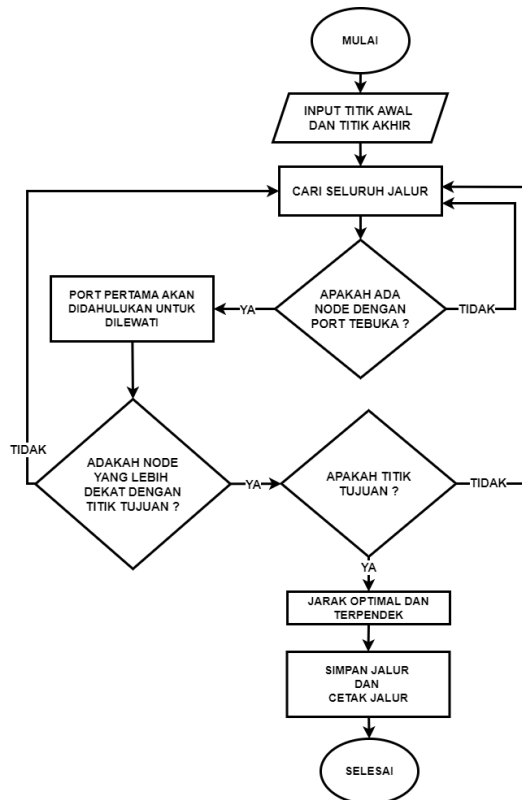 MULAI
INPUT TITIK AWAL
DAN TITIK AKHIR
CARI SELURUH JALUR
APAKAH ADA
NODE DENGAN
PORT TEBUKA ?
YA
TIDAK
PORT PERTAMA AKAN
DIDAHULUKAN UNTUK
DILEWATI
ADAKAH NODE
YANG LEBIH
DEKAT DENGAN
TITIK TUJUAN ?
TIDAK
YA
APAKAH TITIK
TUJUAN ?
TIDAK
YA
JARAK OPTIMAL DAN
TERPENDEK
SIMPAN JALUR
DAN
CETAK JALUR
SELESAI